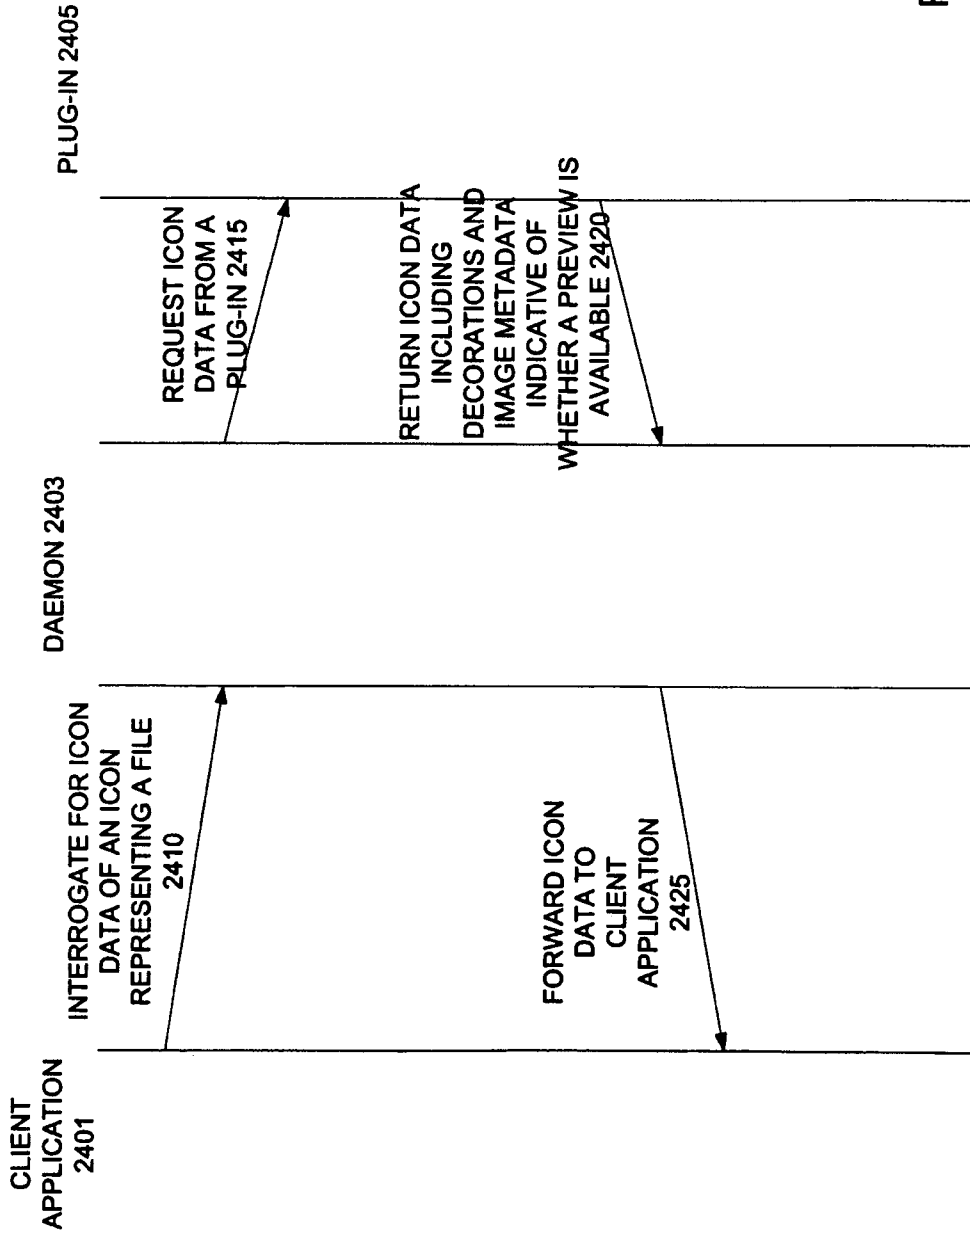 CLIENT
APPLICATION
2401
DAEMON 2403
PLUG-IN 2405
INTERROGATE FOR ICON
DATA OF AN ICON
REPRESENTING A FILE
2410
REQUEST ICON
DATA FROM A
PLUG-IN 2415
RETURN ICON DATA
INCLUDING
DECORATIONS AND
IMAGE METADATA
INDICATIVE OF
WHETHER A PREVIEW IS
AVAILABLE 2420
FORWARD ICON
DATA TO
CLIENT
APPLICATION
2425